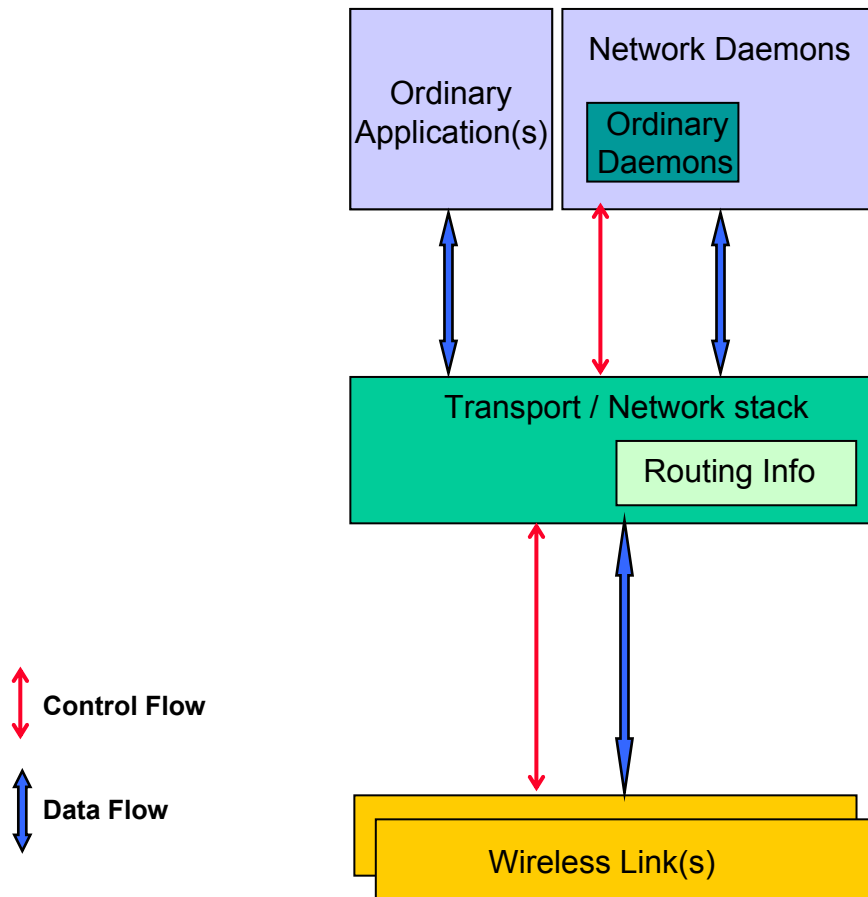 Network Daemons
Ordinary
Application(s)
Ordinary
Daemons
Transport / Network stack
Routing Info
Control Flow
Data Flow
Wireless Link(s)